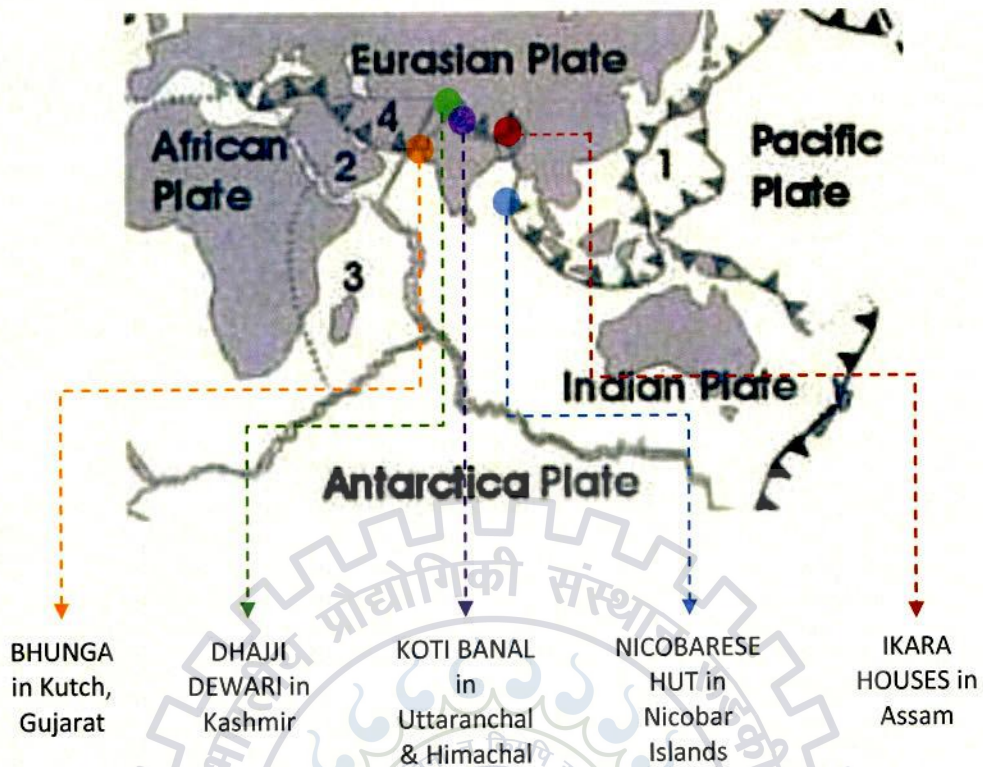 Eurasian Plate
African
Plate
4
2
1
Pacific
Plate
3
Indian Plate
Antarctica Plate
BHUNGA
in Kutch,
Gujarat
DHAJJI
DEWARI in
Kashmir
KOTI BANAL
in
Uttaranchal
& Himachal
NICOBARESE
HUT in
Nicobar
Islands
IKARA
HOUSES in
Assam
प्रौद्योगिकी संस्थान